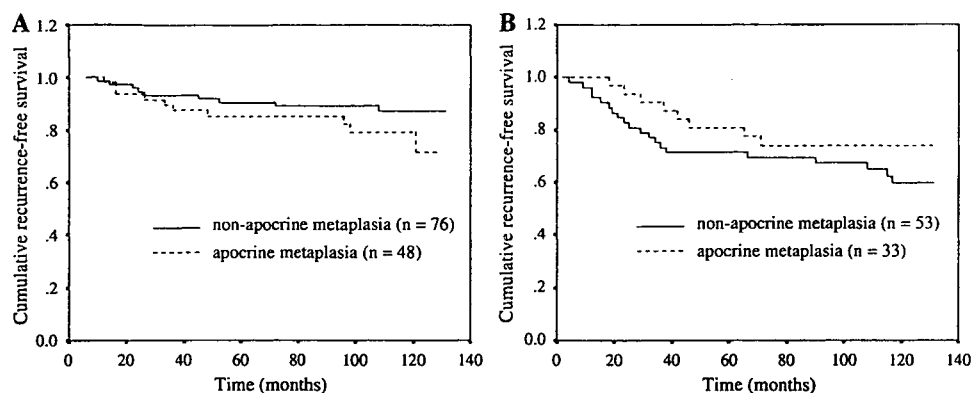 A
Cumulative recurrence-free survival
1.2
1.0
.8
.6
.4
.2
0.0
non-apocrine metaplasia (n = 76)
apocrine metaplasia (n = 48)
0 20 40 60 80 100 120 140
Time (months)
B
Cumulative recurrence-free survival
1.2
1.0
.8
.6
.4
.2
0.0
non-apocrine metaplasia (n = 53)
apocrine metaplasia (n = 33)
0 20 40 60 80 100 120 140
Time (months)